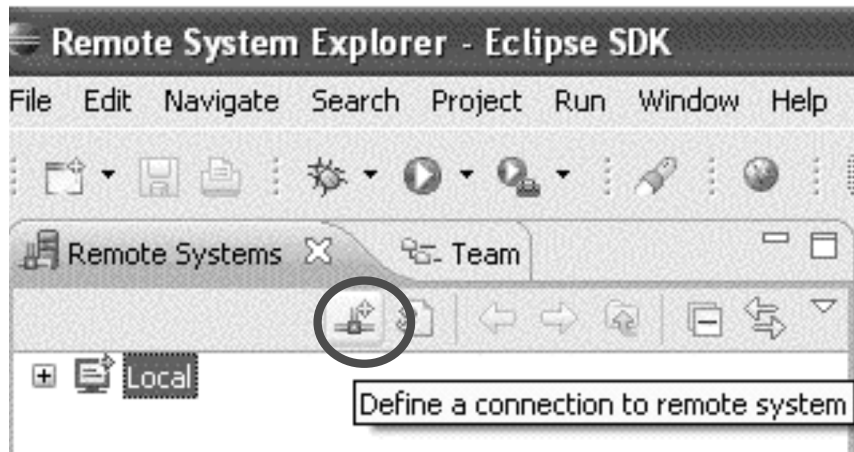 Remote System Explorer - Eclipse SDK
File Edit Navigate Search Project Run Window Help
Remote Systems Team
Local
Define a connection to remote system